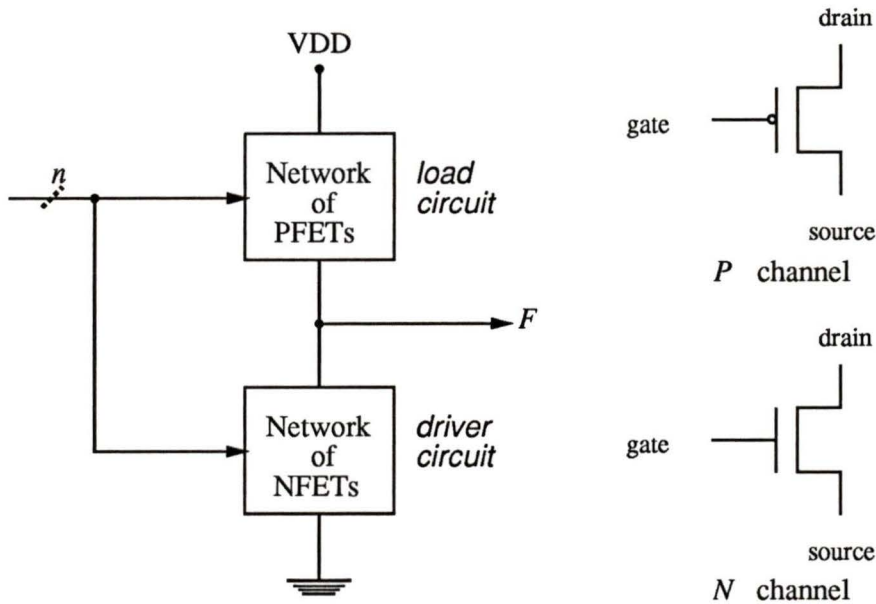 VDD
n
Network
of
PFETs
load
circuit
F
Network
of
NFETs
driver
circuit
drain
gate
source
P channel
drain
gate
source
N channel